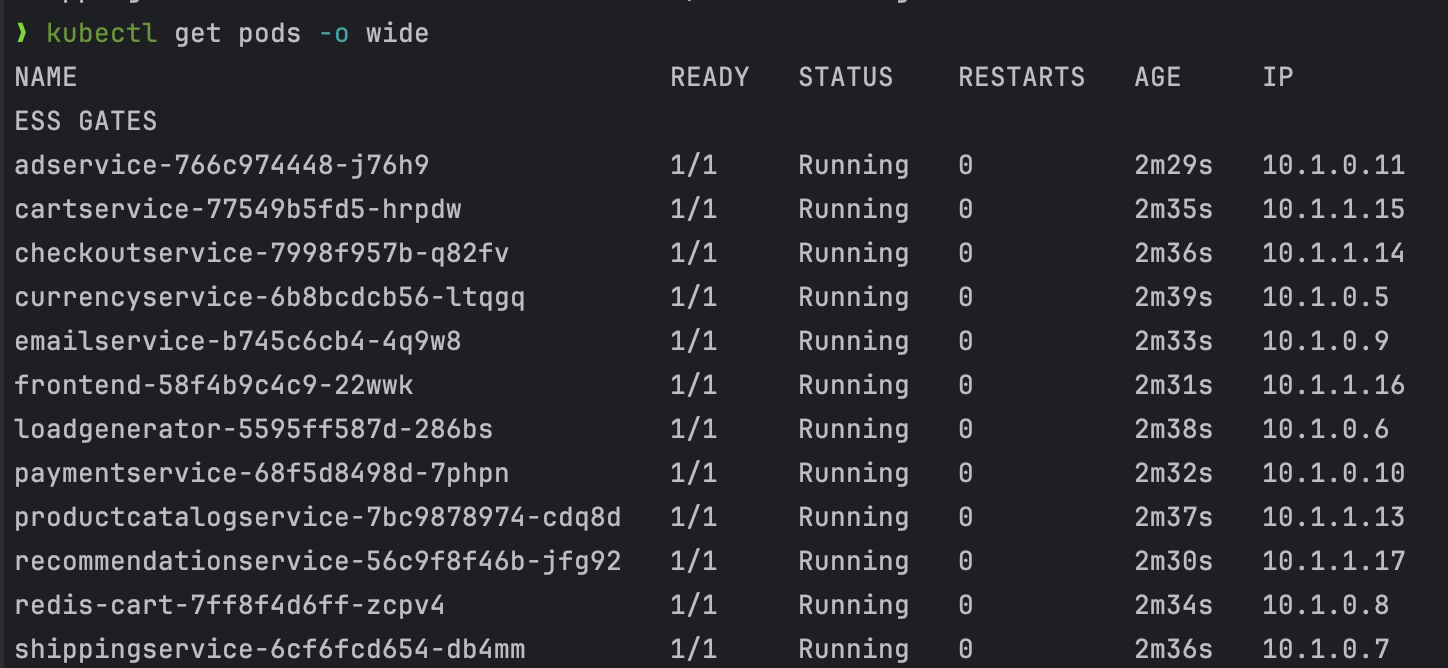 ❯ kubectl get pods -o wide
NAME                                     READY   STATUS    RESTARTS   AGE     IP
ESS GATES
adservice-766c974448-j76h9               1/1     Running   0          2m29s   10.1.0.11
cartservice-77549b5fd5-hrpdw             1/1     Running   0          2m35s   10.1.1.15
checkoutservice-7998f957b-q82fv          1/1     Running   0          2m36s   10.1.1.14
currencyservice-6b8bcdcb56-ltqgq         1/1     Running   0          2m39s   10.1.0.5
emailservice-b745c6cb4-4q9w8             1/1     Running   0          2m33s   10.1.0.9
frontend-58f4b9c4c9-22wwk                1/1     Running   0          2m31s   10.1.1.16
loadgenerator-5595ff587d-286bs           1/1     Running   0          2m38s   10.1.0.6
paymentservice-68f5d8498d-7phpn          1/1     Running   0          2m32s   10.1.0.10
productcatalogservice-7bc9878974-cdq8d   1/1     Running   0          2m37s   10.1.1.13
recommendationservice-56c9f8f46b-jfg92   1/1     Running   0          2m30s   10.1.1.17
redis-cart-7ff8f4d6ff-zcpv4              1/1     Running   0          2m34s   10.1.0.8
shippingservice-6cf6fcd654-db4mm         1/1     Running   0          2m36s   10.1.0.7